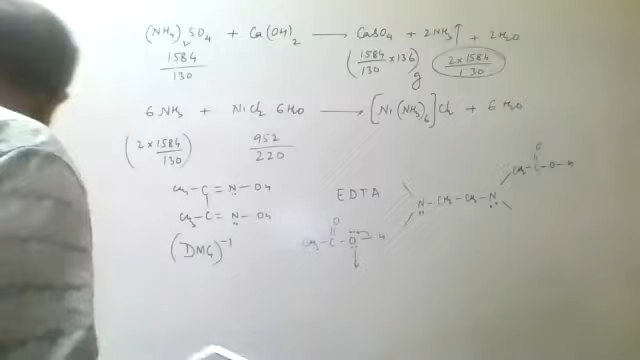 (NH₄)₂SO₄ + Ca(OH)₂ → CaSO₄ + 2NH₃↑ + 2H₂O
1584/130 (1584/130 × 136)g 2×1584/130
6NH₃ + NiCl₂ 6H₂O → [Ni(NH₃)₆]Cl₂ + 6H₂O
(2×1584/130) 952/220
CH₃-C=N-OH
CH₃-C=N-OH
(DMG)⁻¹
EDTA
O
CH₃-C-O-H
N-CH₂-CH₂-N
H
O
CH₂-C-O-H